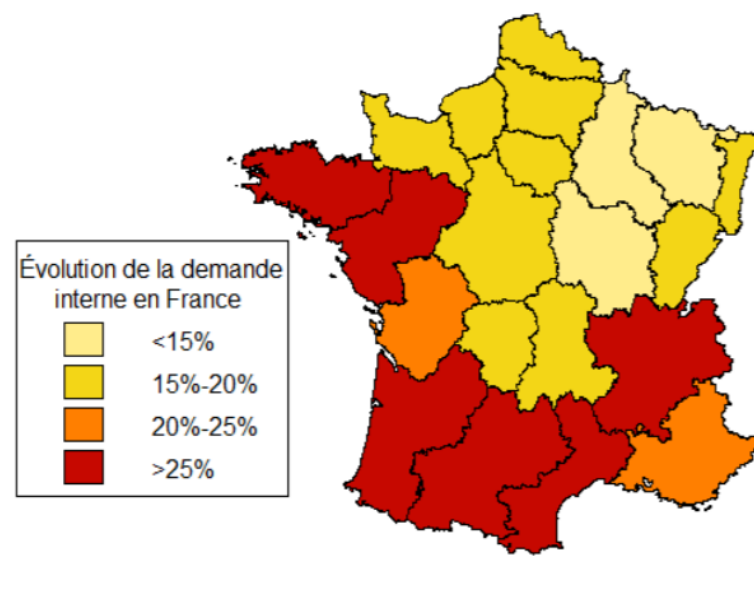 Évolution de la demande
interne en France
<15%
15%-20%
20%-25%
>25%